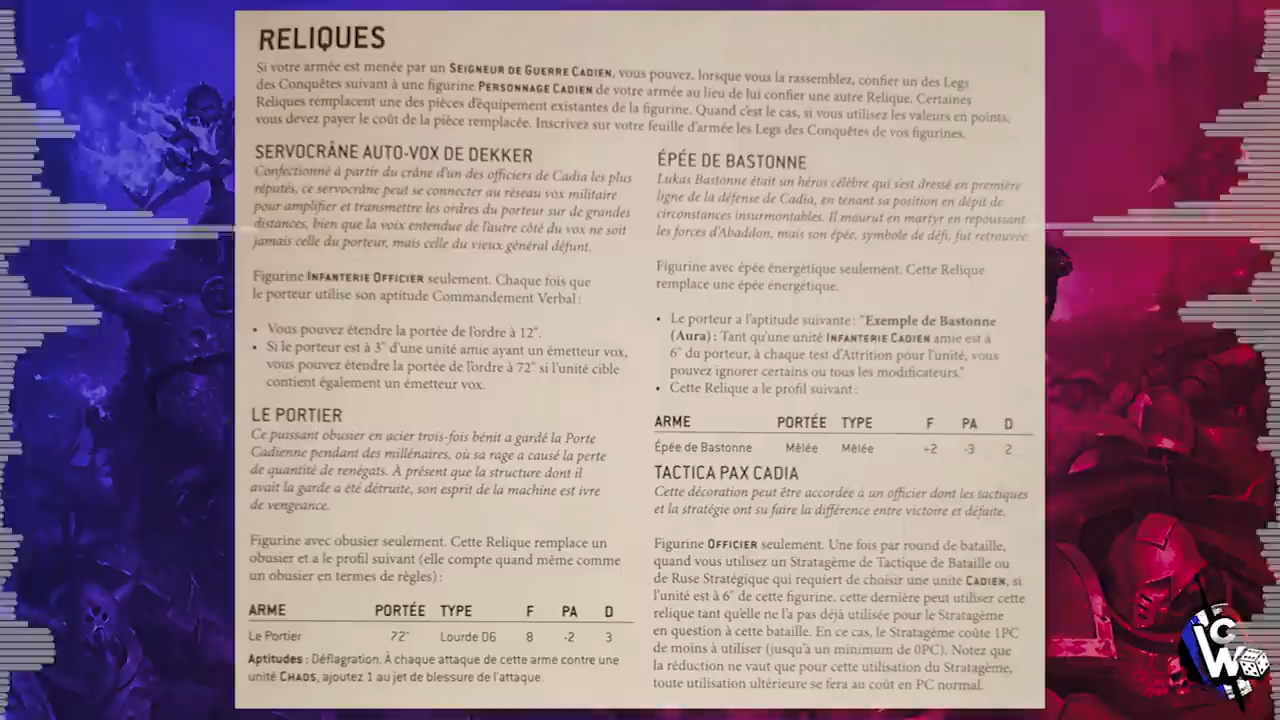 RELIQUES
Si votre armée est menée par un SEIGNEUR DE GUERRE CADIEN, vous pouvez, lorsque vous la rassemblez, confier un des Legs
des Conquêtes suivant à une figurine PERSONNAGE CADIEN de votre armée au lieu de lui confier une autre Relique. Certaines
Reliques remplacent une des pièces d'équipement existantes de la figurine. Quand c'est le cas, si vous utilisez les valeurs en points,
vous devez payer le coût de la pièce remplacée. Inscrivez sur votre feuille d'armée les Legs des Conquêtes de vos figurines.
SERVOCRÂNE AUTO-VOX DE DEKKER
Confectionné à partir du crâne d'un des officiers de Cadia les plus
réputés, ce servocrâne peut se connecter au réseau vox militaire
pour amplifier et transmettre les ordres du porteur sur de grandes
distances, bien que la voix entendue de l'autre côté du vox ne soit
jamais celle du porteur, mais celle du vieux général défunt.
Figurine INFANTERIE OFFICIER seulement. Chaque fois que
le porteur utilise son aptitude Commandement Verbal :
• Vous pouvez étendre la portée de l'ordre à 12".
• Si le porteur est à 3" d'une unité amie ayant un émetteur vox,
vous pouvez étendre la portée de l'ordre à 72" si l'unité cible
contient également un émetteur vox.
LE PORTIER
Ce puissant obusier en acier trois-fois bénit a gardé la Porte
Cadienne pendant des millénaires, où sa rage a causé la perte
de quantité de renégats. À présent que la structure dont il
avait la garde a été détruite, son esprit de la machine est ivre
de vengeance.
Figurine avec obusier seulement. Cette Relique remplace un
obusier et a le profil suivant (elle compte quand même comme
un obusier en termes de règles) :
ARME PORTÉE TYPE F PA D
Le Portier 72" Lourde D6 8 -2 3
Aptitudes : Déflagration. À chaque attaque de cette arme contre une
unité CHAOS, ajoutez 1 au jet de blessure de l'attaque.
ÉPÉE DE BASTONNE
Lukas Bastonne était un héros célèbre qui s'est dressé en première
ligne de la défense de Cadia, en tenant sa position en dépit de
circonstances insurmontables. Il mourut en martyr en repoussant
les forces d'Abaddon, mais son épée, symbole de défi, fut retrouvée.
Figurine avec épée énergétique seulement. Cette Relique
remplace une épée énergétique.
• Le porteur a l'aptitude suivante : "Exemple de Bastonne
(Aura) : Tant qu'une unité INFANTERIE CADIEN amie est à
6" du porteur, à chaque test d'Attrition pour l'unité, vous
pouvez ignorer certains ou tous les modificateurs."
• Cette Relique a le profil suivant :
ARME PORTÉE TYPE F PA D
Épée de Bastonne Mêlée Mêlée +2 -3 2
TACTICA PAX CADIA
Cette décoration peut être accordée à un officier dont les tactiques
et la stratégie ont su faire la différence entre victoire et défaite.
Figurine OFFICIER seulement. Une fois par round de bataille,
quand vous utilisez un Stratagème de Tactique de Bataille ou
de Ruse Stratégique qui requiert de choisir une unité CADIEN, si
l'unité est à 6" de cette figurine, cette dernière peut utiliser cette
relique tant qu'elle ne l'a pas déjà utilisée pour le Stratagème
en question à cette bataille. En ce cas, le Stratagème coûte 1PC
de moins à utiliser (jusqu'à un minimum de 0PC). Notez que
la réduction ne vaut que pour cette utilisation du Stratagème,
toute utilisation ultérieure se fera au coût en PC normal.
ICW